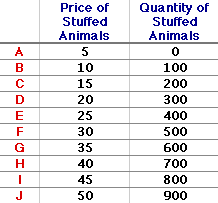 Price of Stuffed Animals Quantity of Stuffed Animals
A 5 0
B 10 100
C 15 200
D 20 300
E 25 400
F 30 500
G 35 600
H 40 700
I 45 800
J 50 900